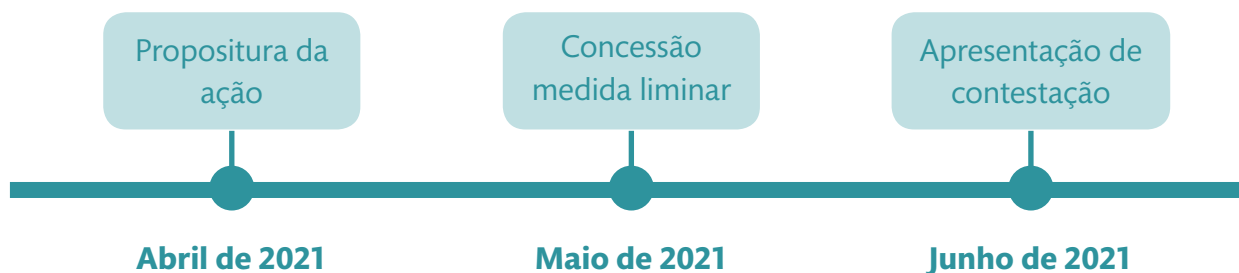 Propositura da
ação
Concessão
medida liminar
Apresentação de
contestação
Abril de 2021
Maio de 2021
Junho de 2021